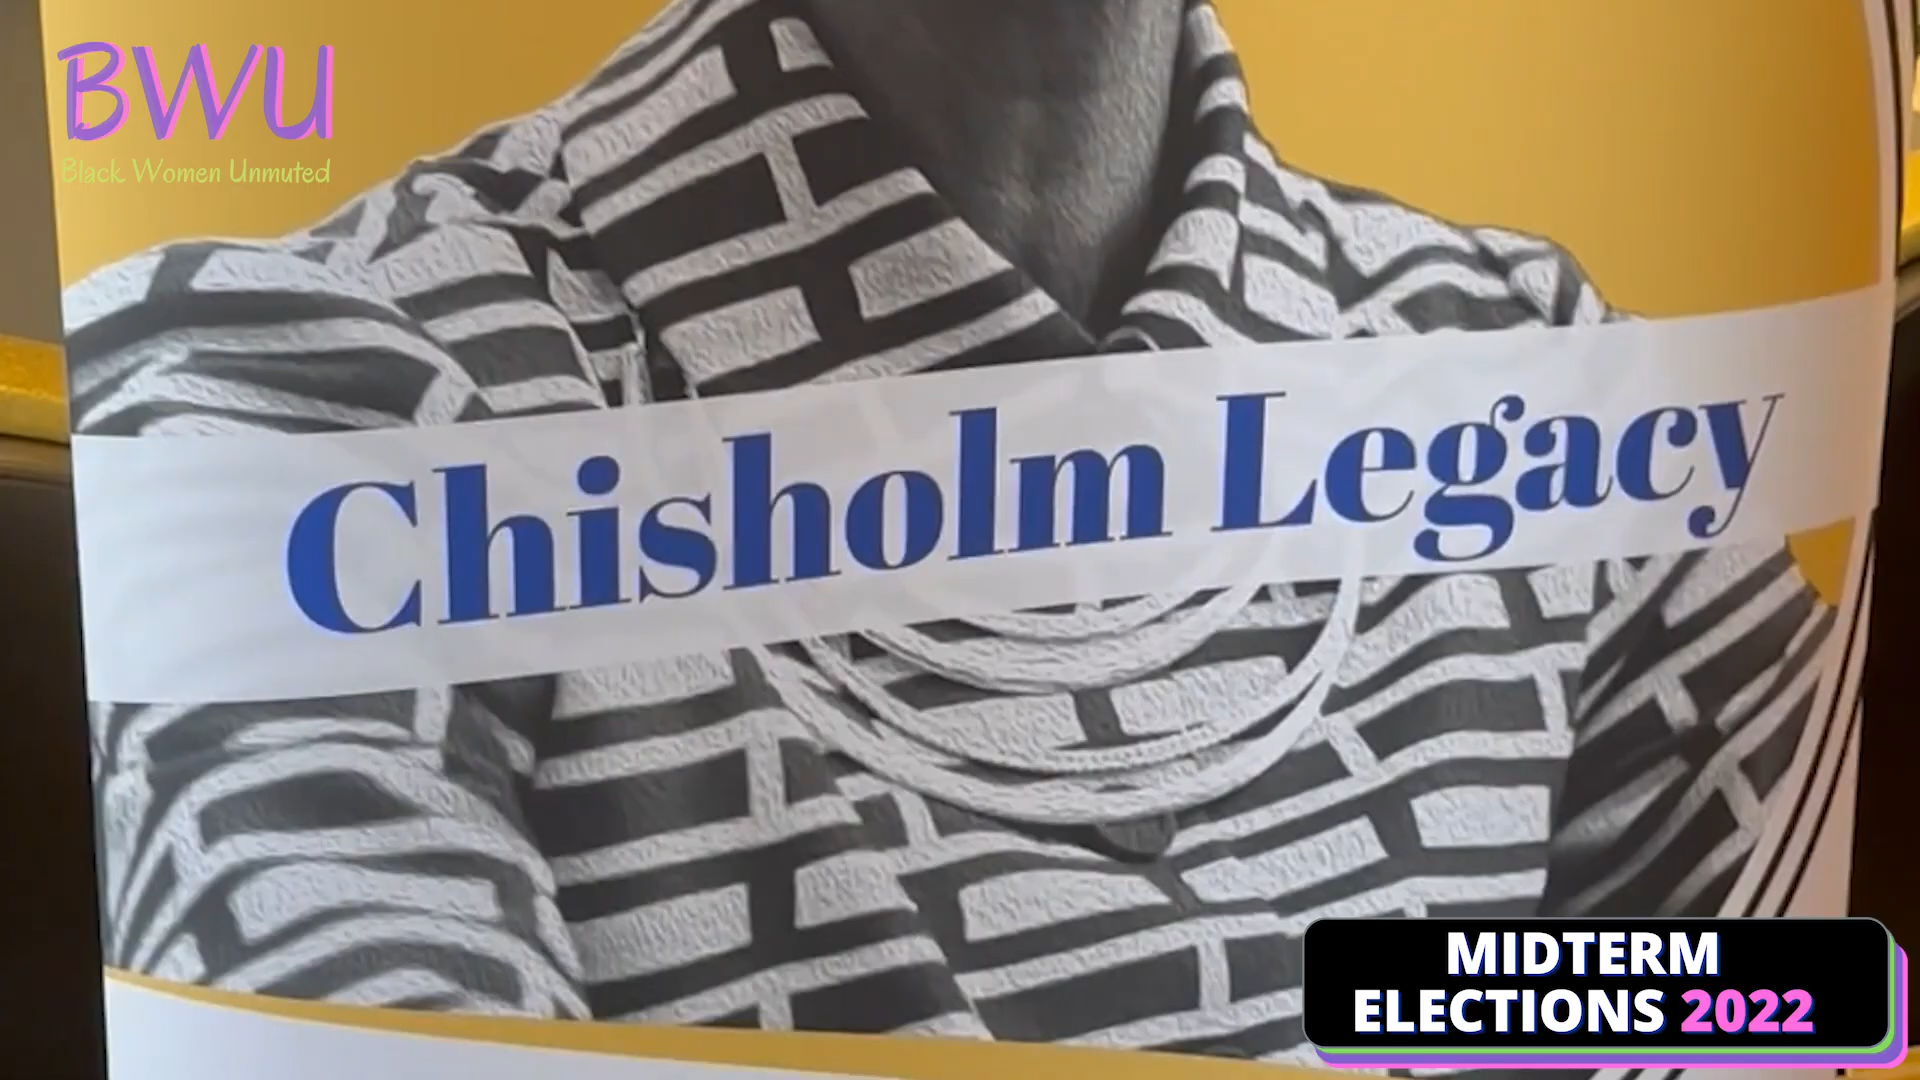 BWU
Black Women Unmuted
Chisholm Legacy
MIDTERM
ELECTIONS 2022